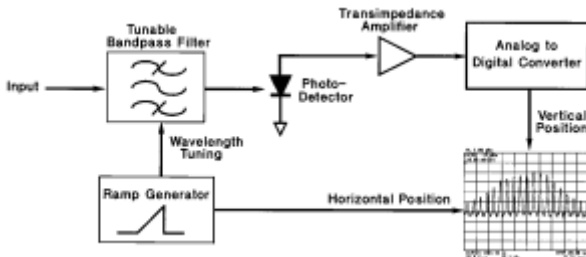 Tunable
Bandpass Filter
Transimpedance
Amplifier
Analog to
Digital Converter
Input
Photo-
Detector
Vertical
Position
Wavelength
Tuning
Ramp Generator
Horizontal Position